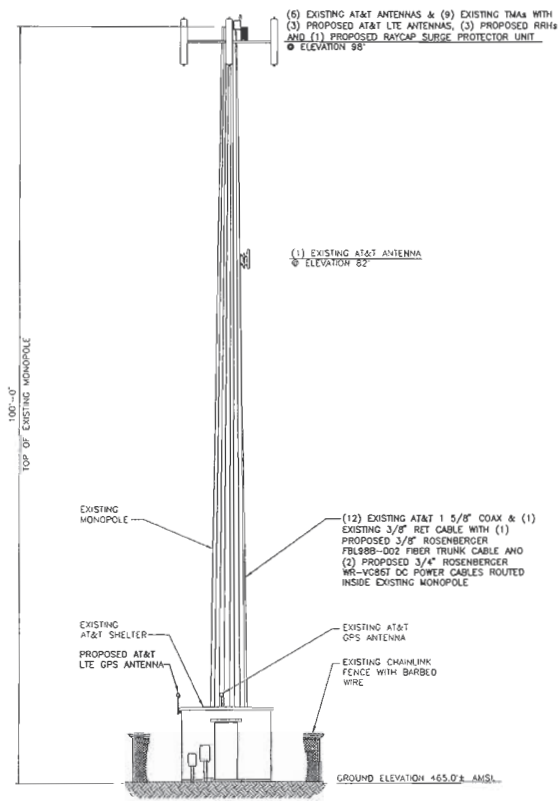 (6) EXISTING AT&T ANTENNAS & (9) EXISTING TMAs WITH
(3) PROPOSED AT&T LTE ANTENNAS, (3) PROPOSED RRHs
AND (1) PROPOSED RAYCAP SURGE PROTECTOR UNIT
@ ELEVATION 98'
(1) EXISTING AT&T ANTENNA
@ ELEVATION 82'
100'-0"
TOP OF EXISTING MONOPOLE
EXISTING
MONOPOLE
(12) EXISTING AT&T 1 5/8" COAX & (1)
EXISTING 3/8" RET CABLE WITH (1)
PROPOSED 3/8" ROSENBERGER
FBL98B-D02 FIBER TRUNK CABLE AND
(2) PROPOSED 3/4" ROSENBERGER
WR-VG86T DC POWER CABLES ROUTED
INSIDE EXISTING MONOPOLE
EXISTING
AT&T SHELTER
PROPOSED AT&T
LTE GPS ANTENNA
EXISTING AT&T
GPS ANTENNA
EXISTING CHAINLINK
FENCE WITH BARBED
WIRE
GROUND ELEVATION 465.0'± AMSL